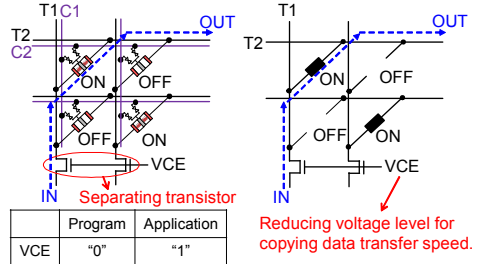 T1 C1
OUT
T2
C2
ON
OFF
OFF
ON
VCE
IN
Separating transistor
Program Application
VCE "0" "1"
T1
OUT
T2
ON
OFF
OFF
ON
VCE
IN
Reducing voltage level for
copying data transfer speed.